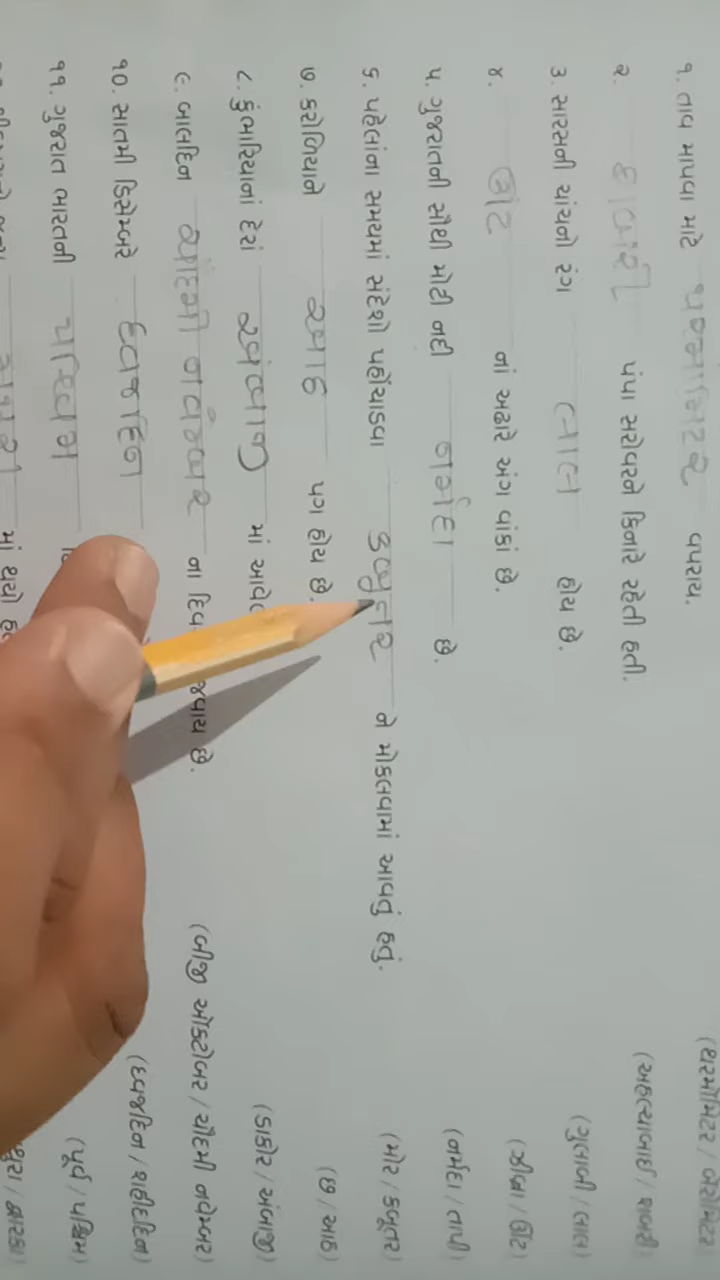 ૧. તાવ માપવા માટે થર્મોમિટર વપરાય. (થરમૉમિટર / બેરોમિટર)
૨. શબરી પંપા સરોવરને કિનારે રહેતી હતી. (અહલ્યાબાઈ / શબરી)
૩. સારસની ચાંચનો રંગ લાલ હોય છે. (ગુલાબી / લાલ)
૪. ઊંટ નાં અઢારે અંગ વાંકાં છે. (ઝીબ્રા / ઊંટ)
૫. ગુજરાતની સૌથી મોટી નદી નર્મદા છે. (નર્મદા / તાપી)
૬. પહેલાંના સમયમાં સંદેશો પહોંચાડવા કબુતર ને મોકલવામાં આવતું હતું. (મોર / કબૂતર)
૭. કરોળિયાને આઠ પગ હોય છે. (છ / આઠ)
૮. કુંભારિયાનાં દેરાં અંબાજી માં આવે (ડાકોર / અંબાજી)
૯. બાલદિન ચૌદમી નવેમ્બર ના જવાય છે. (બીજી ઑક્ટોબર / ચૌદમી નવેમ્બર)
૧૦. સાતમી ડિસેમ્બરે ધ્વજદિન (ધ્વજદિન / શહીદદિન)
૧૧. ગુજરાત ભારતની પશ્ચિમ (પૂર્વ / પશ્ચિમ)
માં થયો